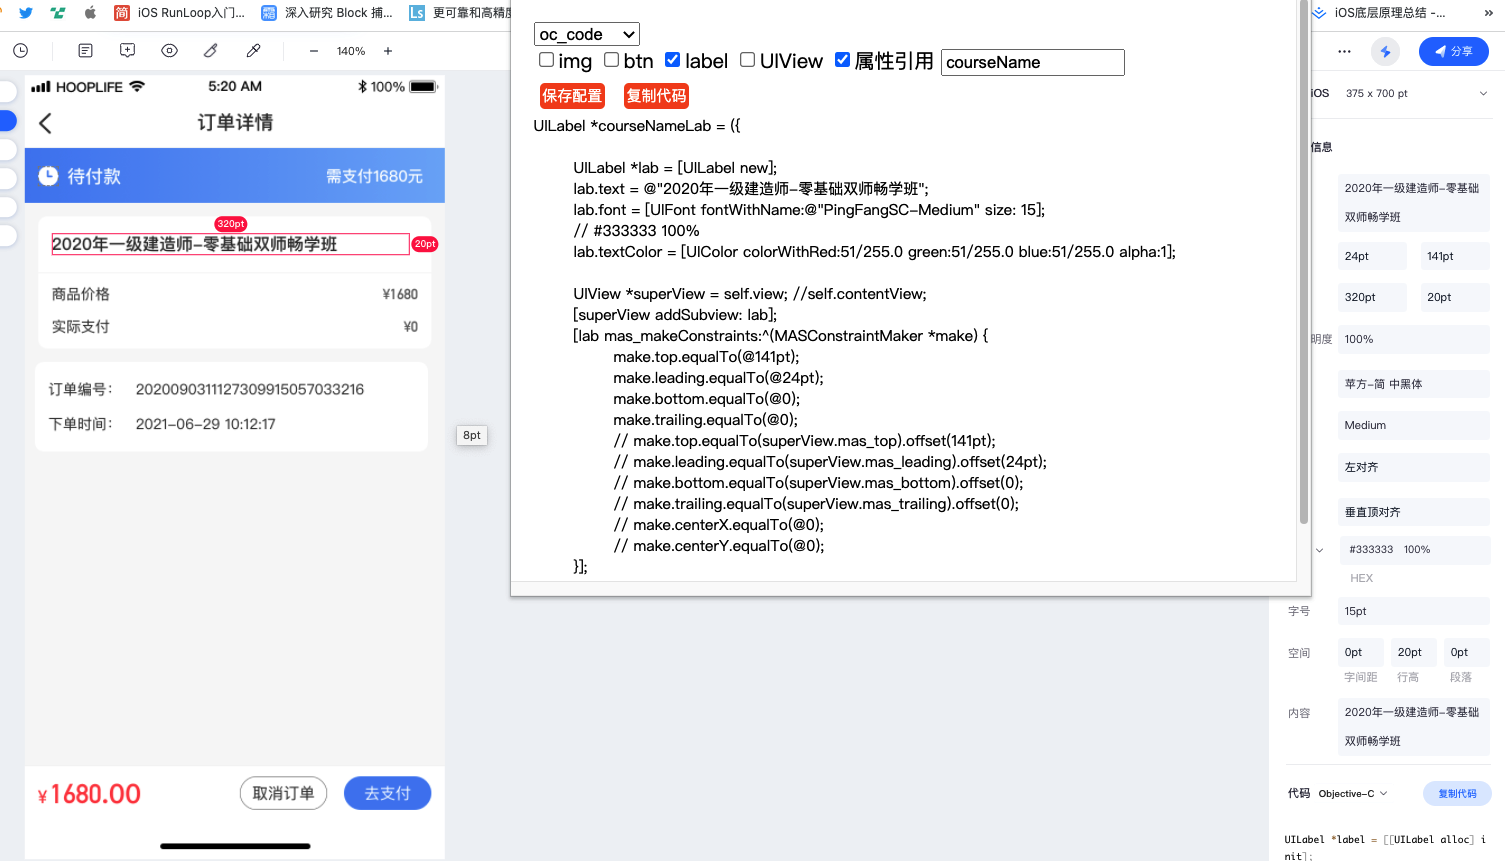 简 iOS RunLoop入门...
深入研究 Block 捕...
Ls 更可靠和高精度
iOS底层原理总结 -...
»
− 140% +
分享
HOOPLIFE
5:20 AM
100%
订单详情
待付款
需支付1680元
320pt
2020年一级建造师-零基础双师畅学班
20pt
商品价格
¥1680
实际支付
¥0
订单编号：
2020090311127309915057033216
下单时间：
2021-06-29 10:12:17
¥1680.00
取消订单
去支付
8pt
oc_code
img btn label UIView 属性引用 courseName
保存配置 复制代码
UILabel *courseNameLab = ({
UILabel *lab = [UILabel new];
lab.text = @"2020年一级建造师-零基础双师畅学班";
lab.font = [UIFont fontWithName:@"PingFangSC-Medium" size: 15];
// #333333 100%
lab.textColor = [UIColor colorWithRed:51/255.0 green:51/255.0 blue:51/255.0 alpha:1];
UIView *superView = self.view; //self.contentView;
[superView addSubview: lab];
[lab mas_makeConstraints:^(MASConstraintMaker *make) {
make.top.equalTo(@141pt);
make.leading.equalTo(@24pt);
make.bottom.equalTo(@0);
make.trailing.equalTo(@0);
// make.top.equalTo(superView.mas_top).offset(141pt);
// make.leading.equalTo(superView.mas_leading).offset(24pt);
// make.bottom.equalTo(superView.mas_bottom).offset(0);
// make.trailing.equalTo(superView.mas_trailing).offset(0);
// make.centerX.equalTo(@0);
// make.centerY.equalTo(@0);
}];
iOS 375 x 700 pt
信息
2020年一级建造师-零基础
双师畅学班
24pt 141pt
320pt 20pt
明度 100%
苹方-简 中黑体
Medium
左对齐
垂直顶对齐
#333333 100%
HEX
字号 15pt
空间 0pt 20pt 0pt
字间距 行高 段落
内容 2020年一级建造师-零基础
双师畅学班
代码 Objective-C 复制代码
UILabel *label = [[UILabel alloc] i
nit];